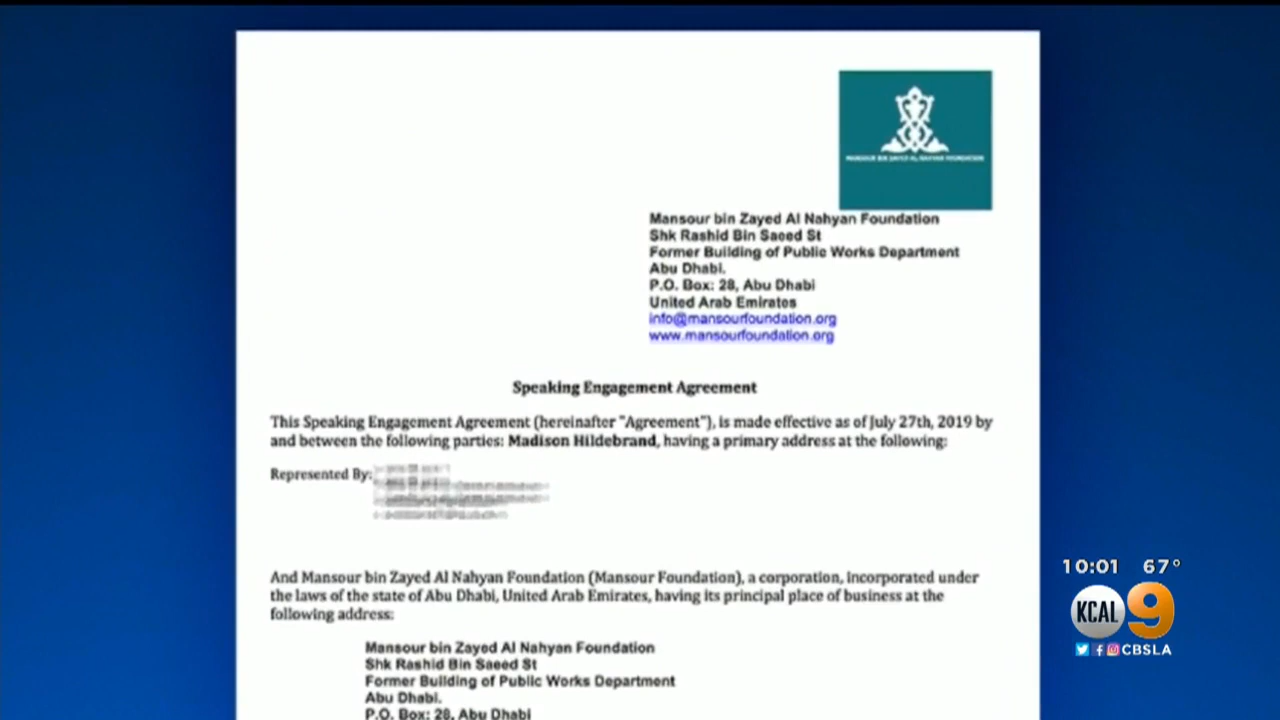 MANSOUR BIN ZAYED AL NAHYAN FOUNDATION
Mansour bin Zayed Al Nahyan Foundation
Shk Rashid Bin Saeed St
Former Building of Public Works Department
Abu Dhabi.
P.O. Box: 28, Abu Dhabi
United Arab Emirates
info@mansourfoundation.org
www.mansourfoundation.org
Speaking Engagement Agreement
This Speaking Engagement Agreement (hereinafter "Agreement"), is made effective as of July 27th, 2019 by
and between the following parties: Madison Hildebrand, having a primary address at the following:
Represented By:
And Mansour bin Zayed Al Nahyan Foundation (Mansour Foundation), a corporation, incorporated under
the laws of the state of Abu Dhabi, United Arab Emirates, having its principal place of business at the
following address:
Mansour bin Zayed Al Nahyan Foundation
Shk Rashid Bin Saeed St
Former Building of Public Works Department
Abu Dhabi.
P.O. Box: 28, Abu Dhabi
10:01 67°
KCAL 9
CBSLA